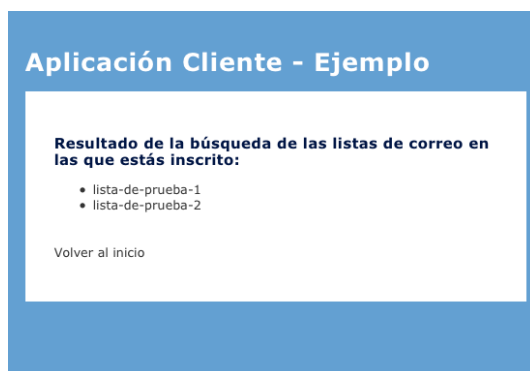 Aplicación Cliente - Ejemplo
Resultado de la búsqueda de las listas de correo en
las que estás inscrito:
• lista-de-prueba-1
• lista-de-prueba-2
Volver al inicio